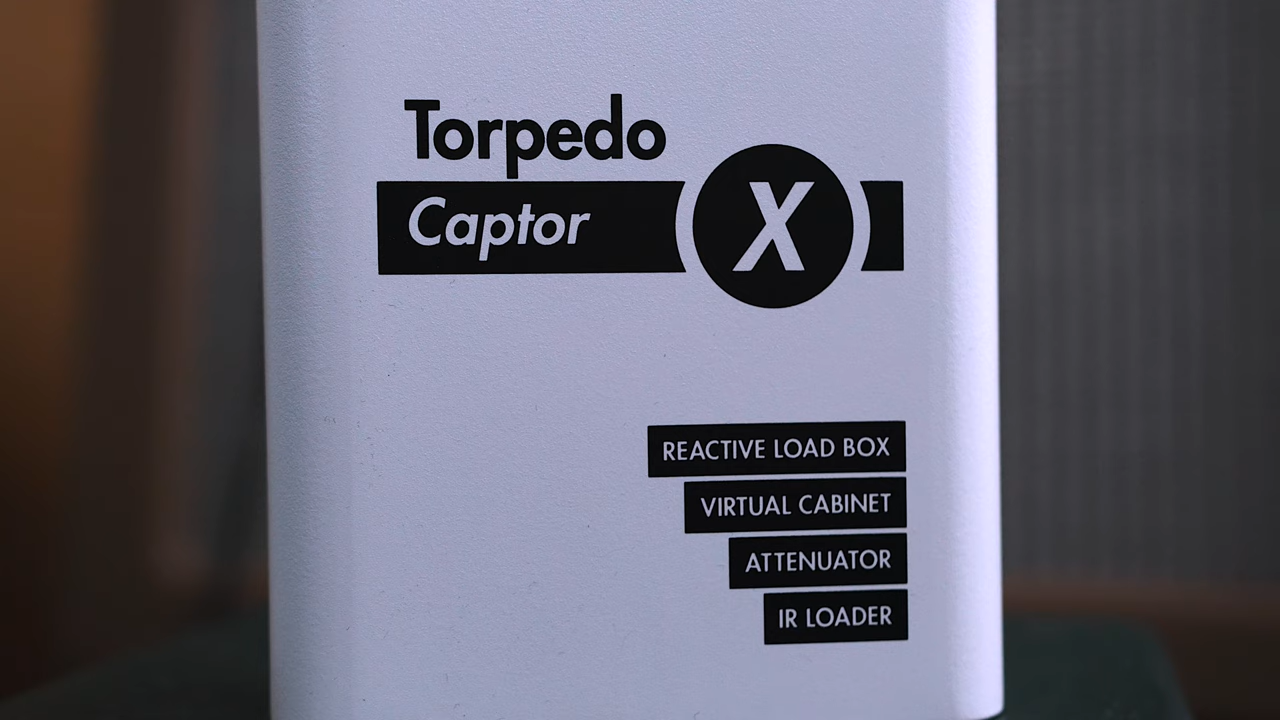 Torpedo
Captor X
REACTIVE LOAD BOX
VIRTUAL CABINET
ATTENUATOR
IR LOADER